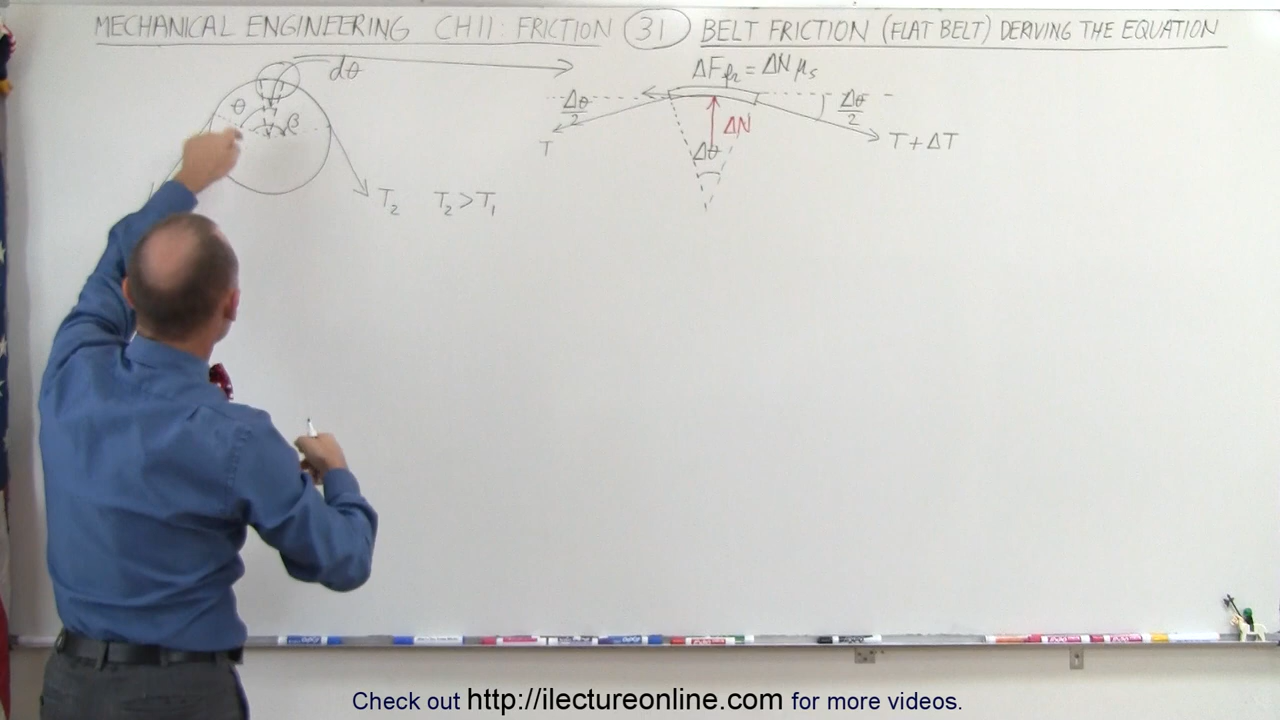 MECHANICAL ENGINEERING CH 11: FRICTION 31 BELT FRICTION (FLAT BELT) DERIVING THE EQUATION
dθ
θ
β
T₂ T₂ > T₁
ΔF_fr = ΔN μₛ
Δθ/2
Δθ/2
T
ΔN
T + ΔT
Δθ
Check out http://ilectureonline.com for more videos.